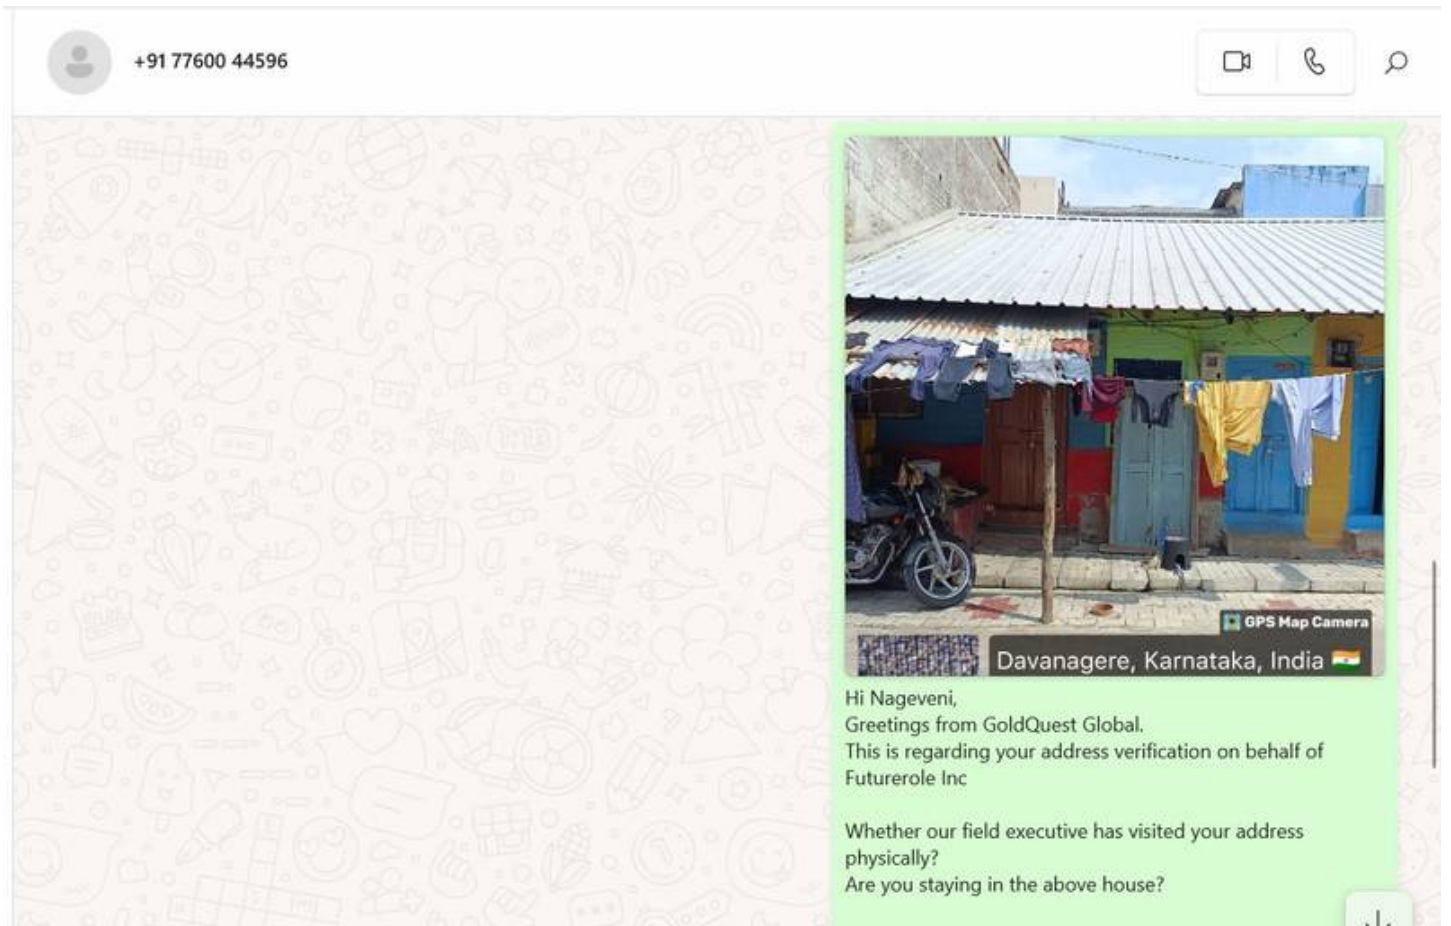 +91 77600 44596
GPS Map Camera
Davanagere, Karnataka, India
Hi Nageveni,
Greetings from GoldQuest Global.
This is regarding your address verification on behalf of
Futurerole Inc
Whether our field executive has visited your address
physically?
Are you staying in the above house?